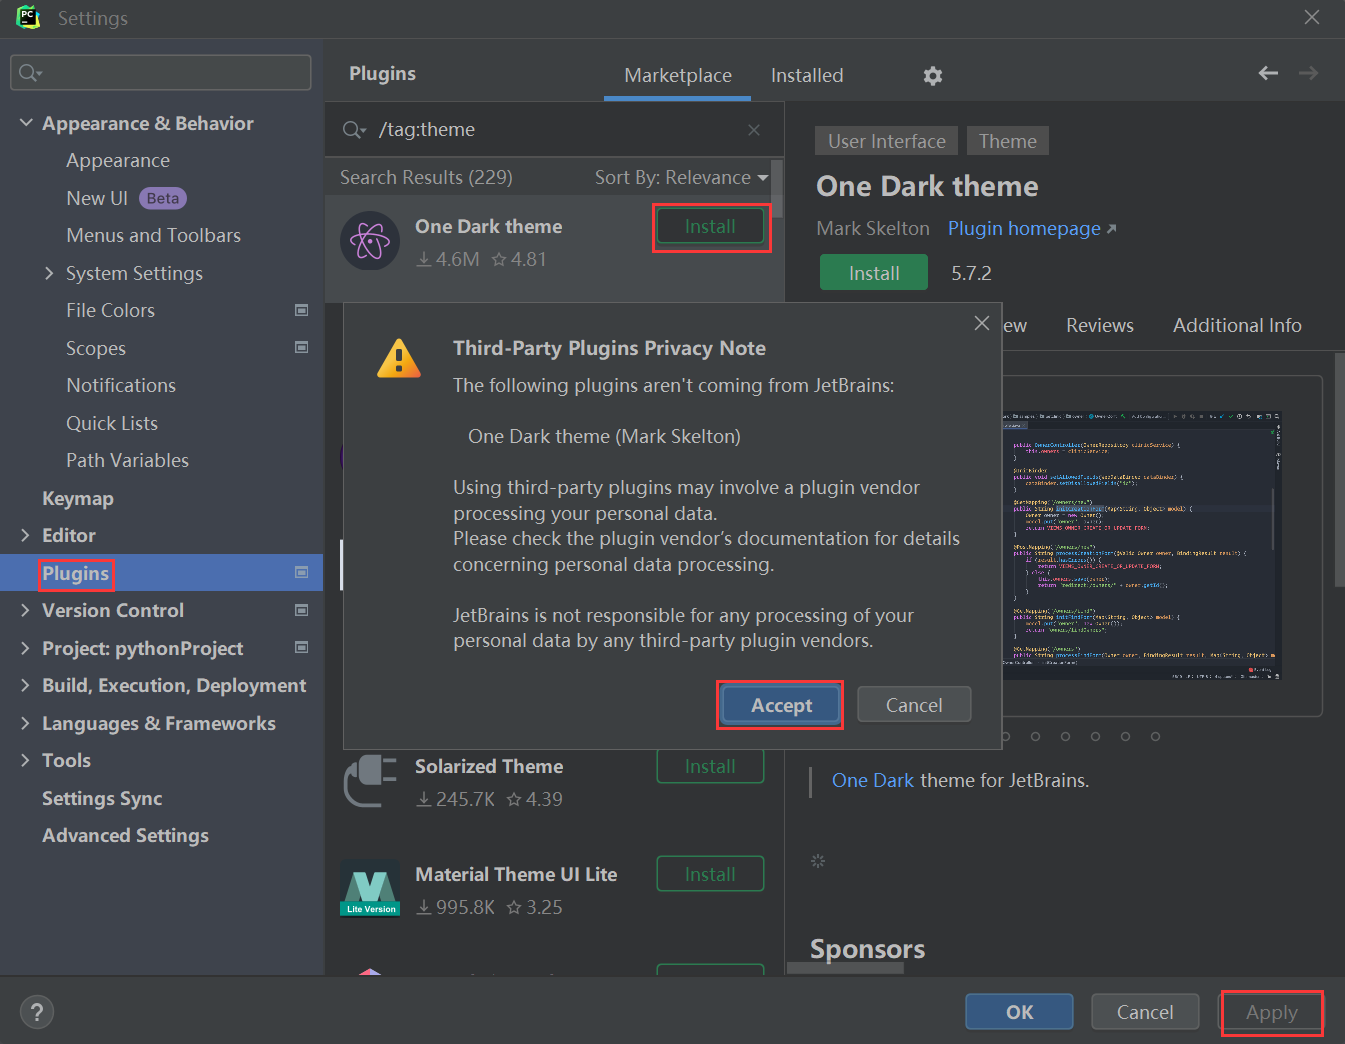 PC
Settings
Plugins
Marketplace
Installed
Appearance & Behavior
Appearance
New UI Beta
Menus and Toolbars
System Settings
File Colors
Scopes
Notifications
Quick Lists
Path Variables
Keymap
Editor
Plugins
Version Control
Project: pythonProject
Build, Execution, Deployment
Languages & Frameworks
Tools
Settings Sync
Advanced Settings
/tag:theme
Search Results (229)
Sort By: Relevance
One Dark theme
Install
4.6M 4.81
User Interface
Theme
One Dark theme
Mark Skelton
Plugin homepage
Install
5.7.2
ew
Reviews
Additional Info
Third-Party Plugins Privacy Note
The following plugins aren't coming from JetBrains:
One Dark theme (Mark Skelton)
Using third-party plugins may involve a plugin vendor
processing your personal data.
Please check the plugin vendor's documentation for details
concerning personal data processing.
JetBrains is not responsible for any processing of your
personal data by any third-party plugin vendors.
Accept
Cancel
Solarized Theme
Install
245.7K 4.39
Material Theme UI Lite
Install
Lite Version
995.8K 3.25
One Dark theme for JetBrains.
Sponsors
?
OK
Cancel
Apply